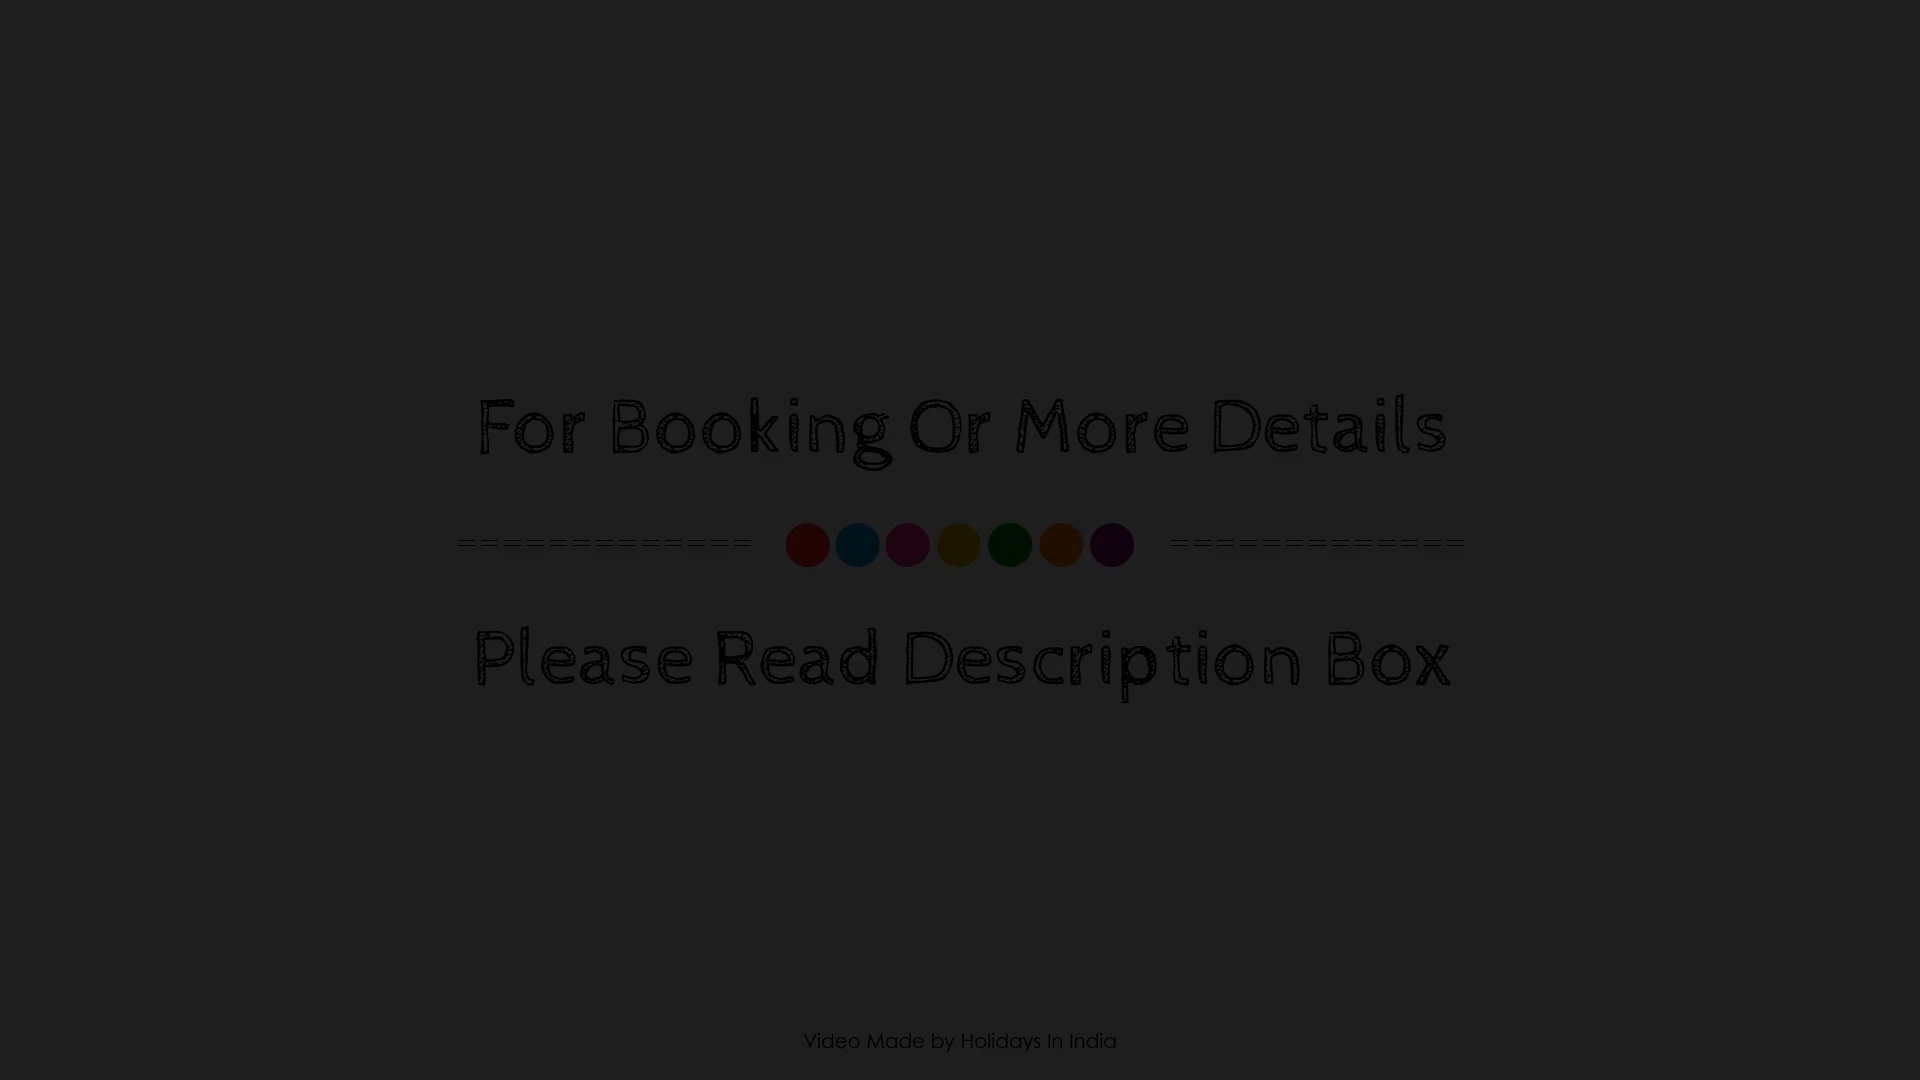 For Booking Or More Details
============= =============
Please Read Description Box
Video Made by Holidays In India